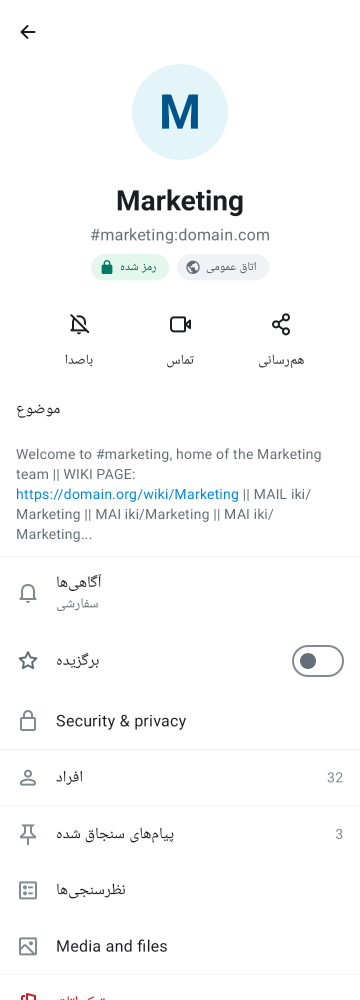 M
Marketing
#marketing:domain.com
رمز شده
اتاق عمومی
باصدا
تماس
هم‌رسانی
موضوع
Welcome to #marketing, home of the Marketing
team || WIKI PAGE:
https://domain.org/wiki/Marketing || MAIL iki/
Marketing || MAI iki/Marketing || MAI iki/
Marketing...
آگاهی‌ها
سفارشی
برگزیده
Security & privacy
افراد
32
پیام‌های سنجاق شده
3
نظرسنجی‌ها
Media and files